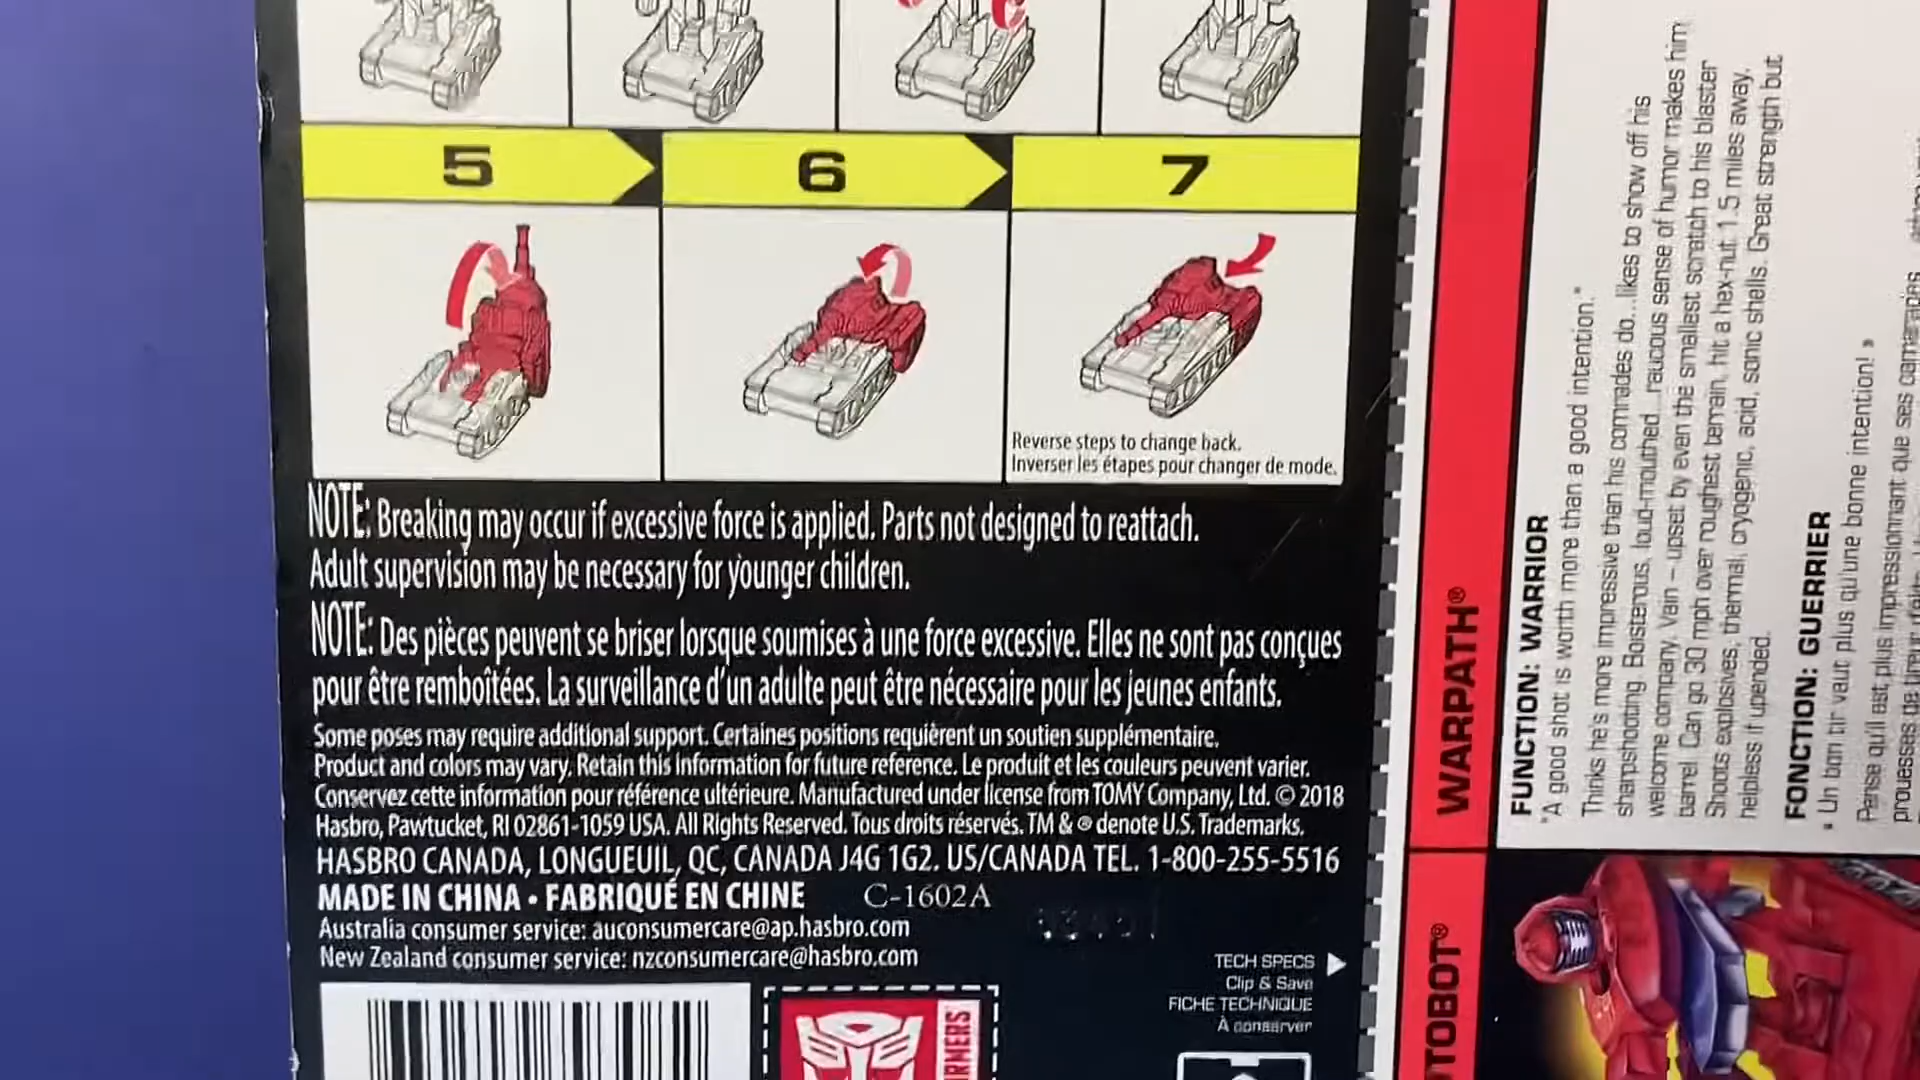 5
6
7
Reverse steps to change back.
Inverser les étapes pour changer de mode.
NOTE: Breaking may occur if excessive force is applied. Parts not designed to reattach.
Adult supervision may be necessary for younger children.
NOTE: Des pièces peuvent se briser lorsque soumises à une force excessive. Elles ne sont pas conçues
pour être remboîtées. La surveillance d'un adulte peut être nécessaire pour les jeunes enfants.
Some poses may require additional support. Certaines positions requièrent un soutien supplémentaire.
Product and colors may vary. Retain this information for future reference. Le produit et les couleurs peuvent varier.
Conservez cette information pour référence ultérieure. Manufactured under license from TOMY Company, Ltd. © 2018
Hasbro, Pawtucket, RI 02861-1059 USA. All Rights Reserved. Tous droits réservés. TM & ® denote U.S. Trademarks.
HASBRO CANADA, LONGUEUIL, QC, CANADA J4G 1G2. US/CANADA TEL. 1-800-255-5516
MADE IN CHINA • FABRIQUÉ EN CHINE C-1602A
Australia consumer service: auconsumercare@ap.hasbro.com
New Zealand consumer service: nzconsumercare@hasbro.com
TECH SPECS
Clip & Save
FICHE TECHNIQUE
À conserver
WARPATH®
TOBOT®
FUNCTION: WARRIOR
"A good shot is worth more than a good intention."
Thinks he's more impressive than his comrades do...likes to show off his
sharpshooting. Boisterous, loud-mouthed...raucous sense of humor makes him
welcome company. Vain – upset by even the smallest scratch to his blaster
barrel. Can go 30 mph over roughest terrain, hit a hex-nut 1.5 miles away.
Shoots explosives, thermal, cryogenic, acid, sonic shells. Great strength but
helpless if upended.
FONCTION: GUERRIER
« Un bon tir vaut plus qu'une bonne intention! »
Pense qu'il est plus impressionnant que ses camarades
prouesses de tireur d'élite
RMERS